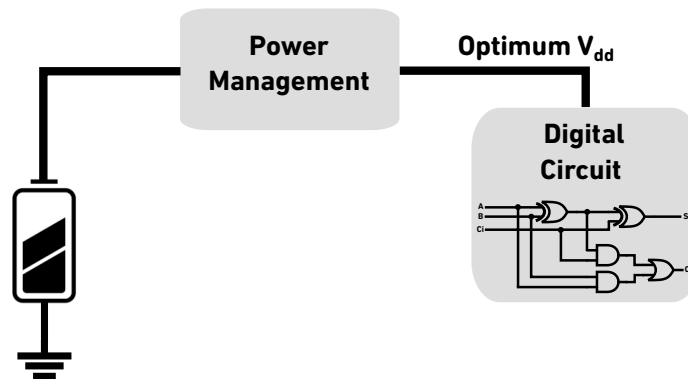 Power
Management
Optimum Vdd
Digital
Circuit
A
B
Ci
S